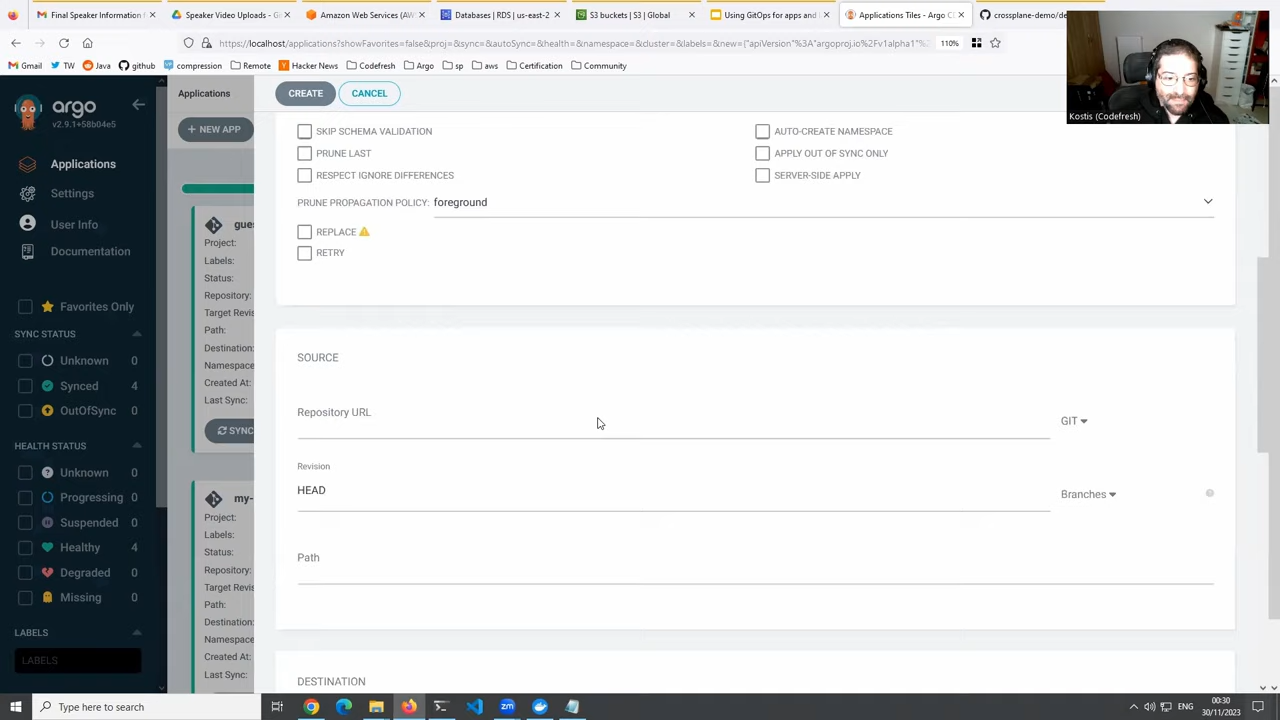 Final Speaker Information F
Speaker Video Uploads - G
Amazon Web Services (AW
Databases | RDS | us-east-1
S3 buckets | S3 | Global
Using GitOps for apps and
Applications Tiles - Argo C
crossplane-demo/de
https://localhost/applications?showFavorites=false&proj=&sync=&autoSync=&health=&namespace=&cluster=&labels=&new={"apiVersion":"argoproj.io%2Fv1alpha1"
110%
Gmail
TW
Java
github
compression
Remote
Hacker News
Codefresh
Argo
sp
aws
Certification
Community
argo
v2.9.1+58b04e5
Applications
Settings
User Info
Documentation
Favorites Only
SYNC STATUS
Unknown 0
Synced 4
OutOfSync 0
HEALTH STATUS
Unknown 0
Progressing 0
Suspended 0
Healthy 4
Degraded 0
Missing 0
LABELS
LABELS
Applications
+ NEW APP
gue
Project:
Labels:
Status:
Repository:
Target Revis
Path:
Destination:
Namespace
Created At:
Last Sync:
SYNC
my-
Project:
Labels:
Status:
Repository:
Target Revis
Path:
Destination:
Namespace
Created At:
Last Sync:
CREATE
CANCEL
SKIP SCHEMA VALIDATION
AUTO-CREATE NAMESPACE
PRUNE LAST
APPLY OUT OF SYNC ONLY
RESPECT IGNORE DIFFERENCES
SERVER-SIDE APPLY
PRUNE PROPAGATION POLICY: foreground
REPLACE
RETRY
SOURCE
Repository URL
GIT
Revision
HEAD
Branches
Path
DESTINATION
Kostis (Codefresh)
Type here to search
ENG
00:30
30/11/2023